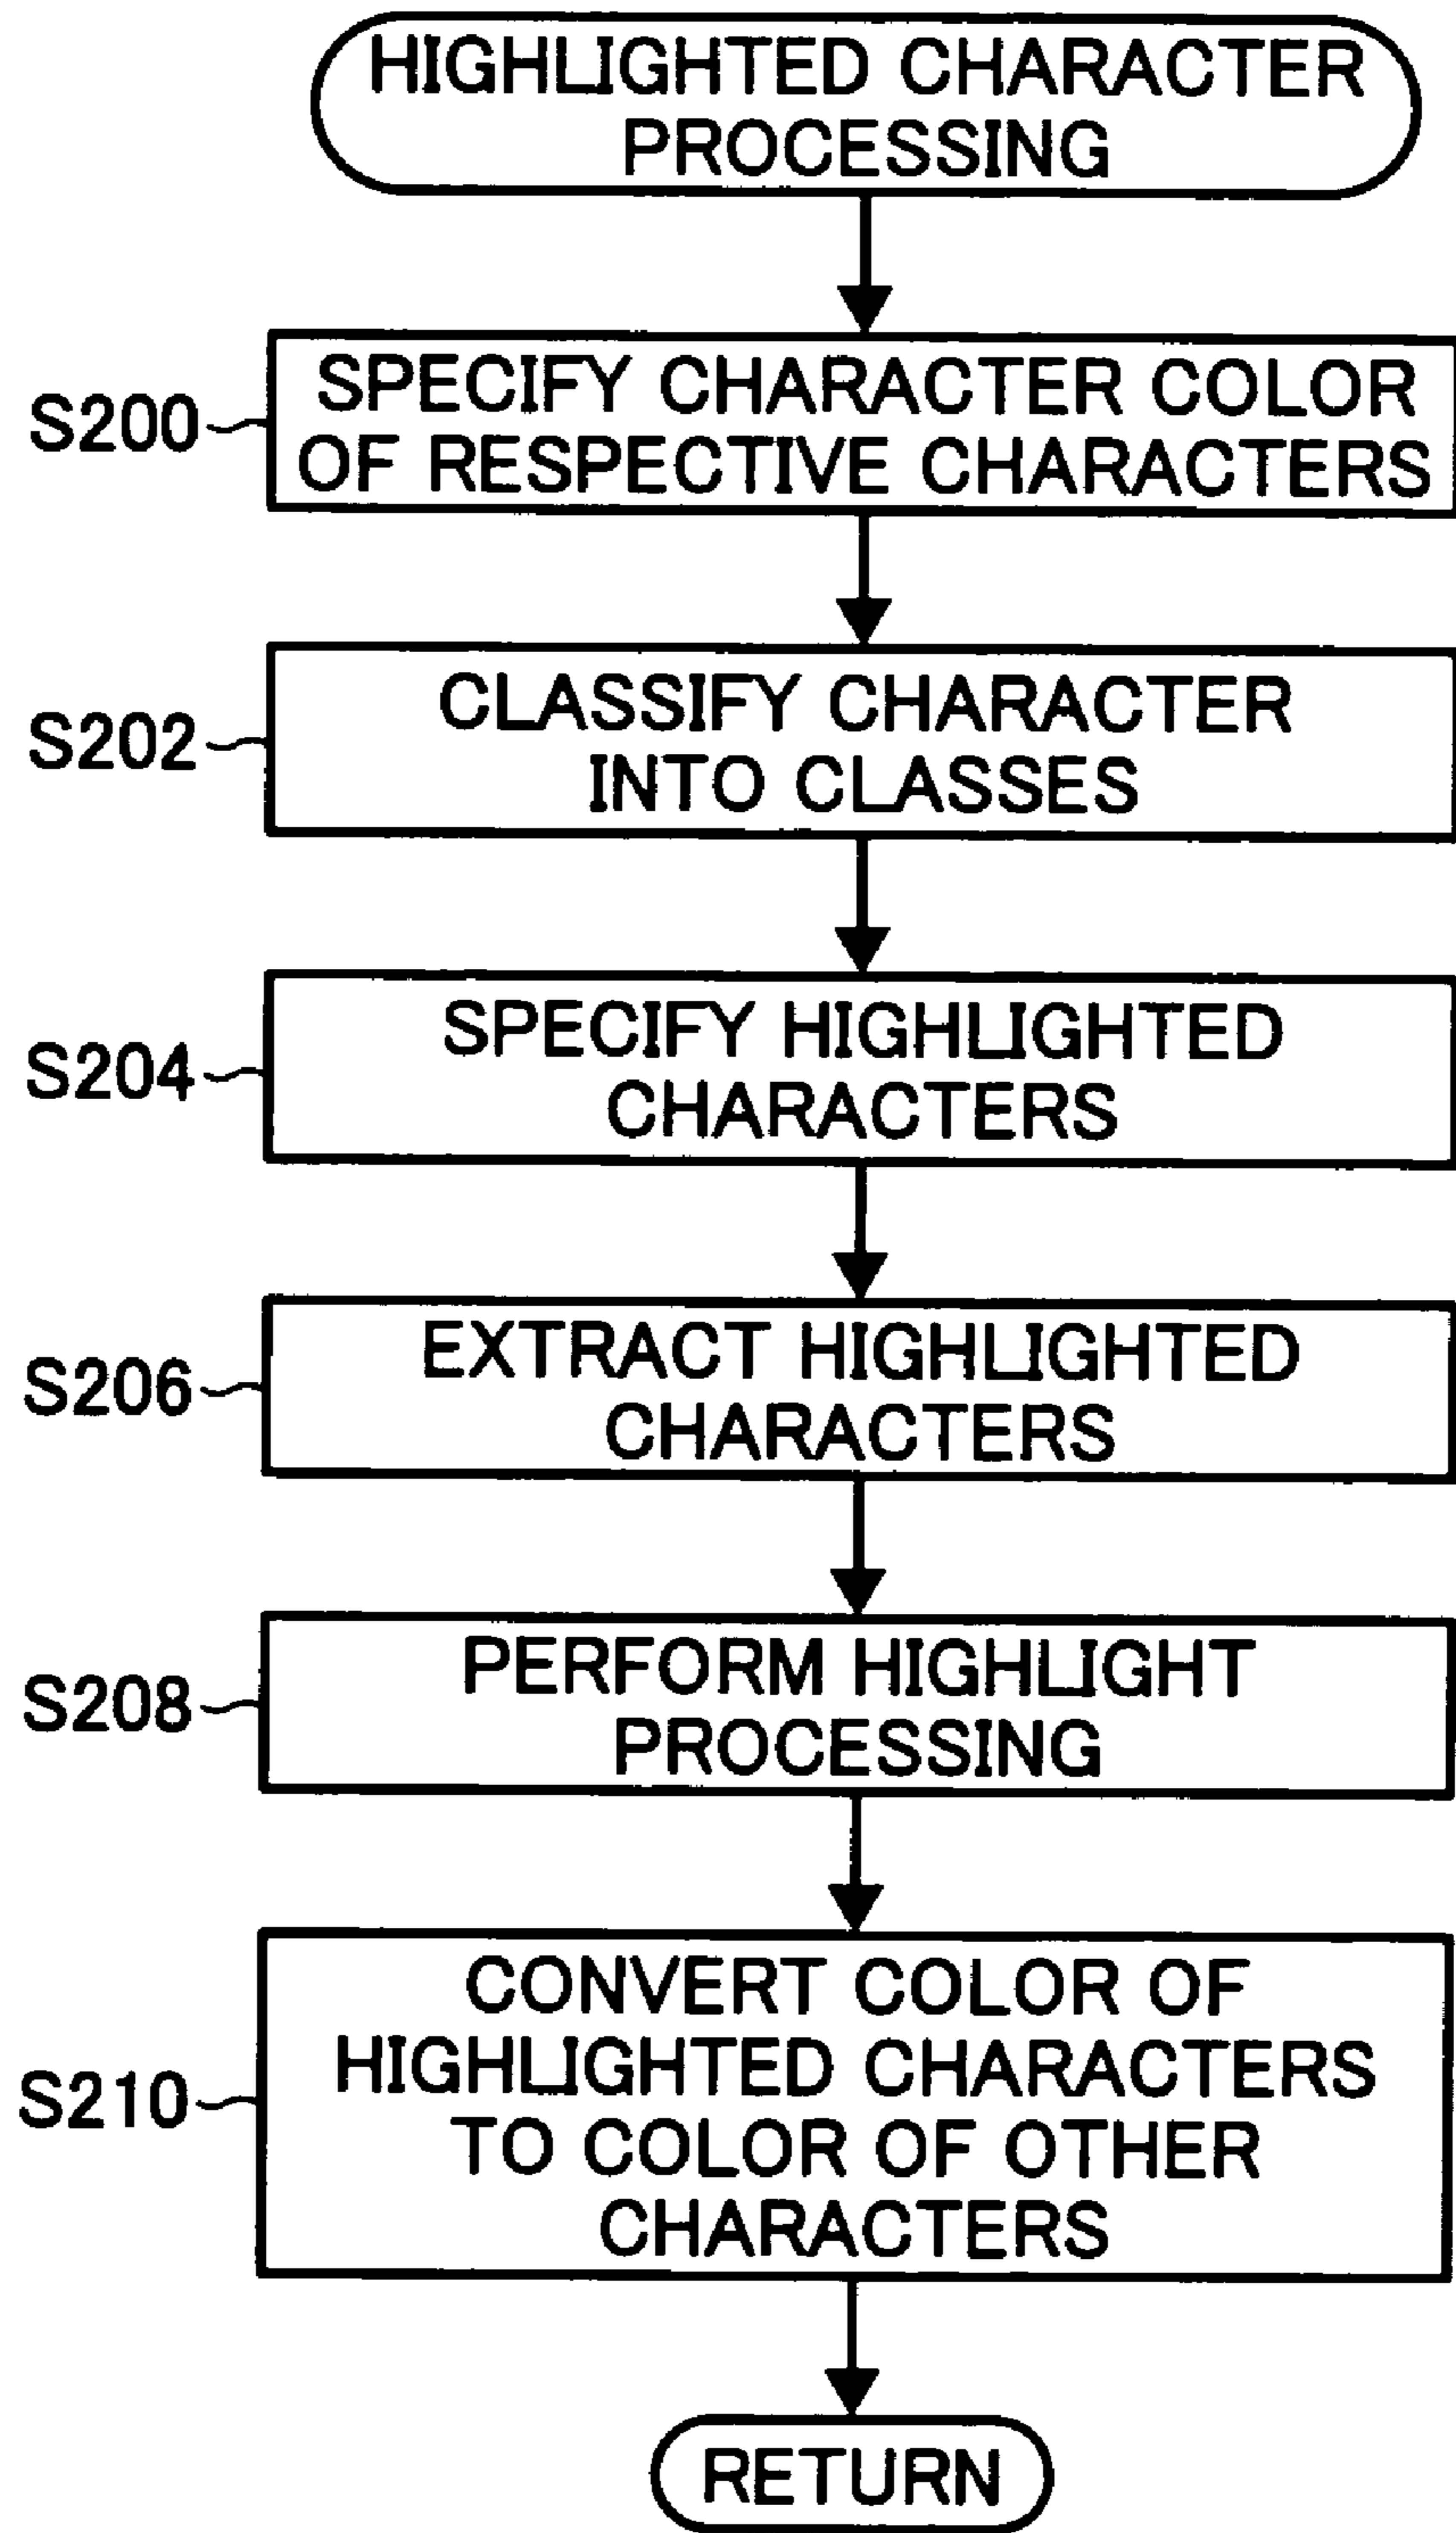 HIGHLIGHTED CHARACTER
PROCESSING
S200
SPECIFY CHARACTER COLOR
OF RESPECTIVE CHARACTERS
S202
CLASSIFY CHARACTER
INTO CLASSES
S204
SPECIFY HIGHLIGHTED
CHARACTERS
S206
EXTRACT HIGHLIGHTED
CHARACTERS
S208
PERFORM HIGHLIGHT
PROCESSING
S210
CONVERT COLOR OF
HIGHLIGHTED CHARACTERS
TO COLOR OF OTHER
CHARACTERS
RETURN